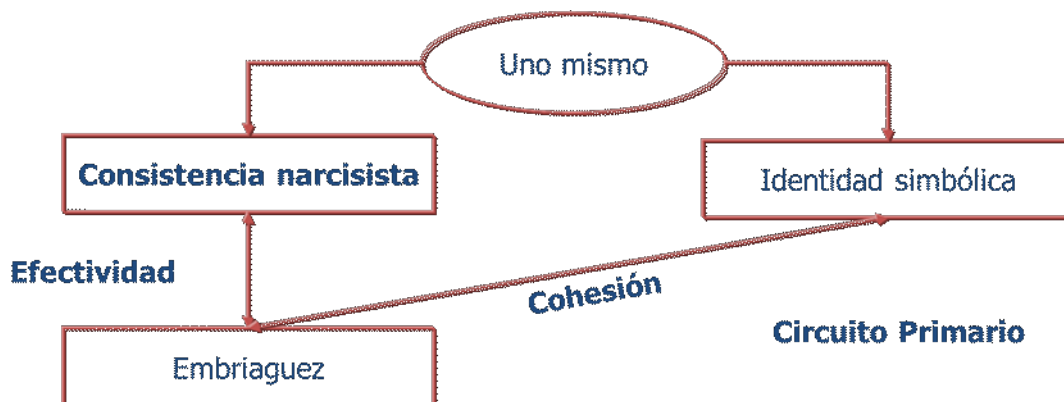 Uno mismo
Consistencia narcisista
Identidad simbólica
Efectividad
Cohesión
Circuito Primario
Embriaguez